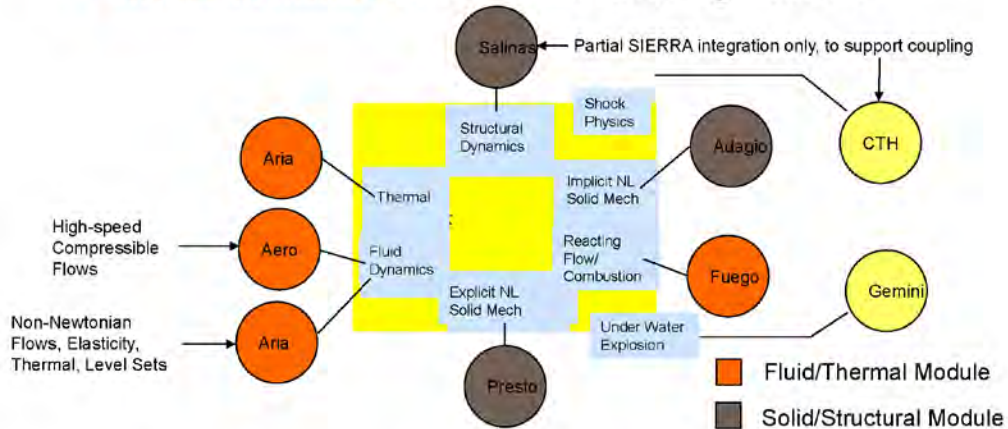 Salinas
Partial SIERRA integration only, to support coupling
Shock
Physics
Structural
Dynamics
Adagio
CTH
Aria
Thermal
Implicit NL
Solid Mech
High-speed
Compressible
Flows
Aero
Fluid
Dynamics
Reacting
Flow/
Combustion
Fuego
Gemini
Explicit NL
Solid Mech
Non-Newtonian
Flows, Elasticity,
Thermal, Level Sets
Aria
Under Water
Explosion
Presto
Fluid/Thermal Module
Solid/Structural Module